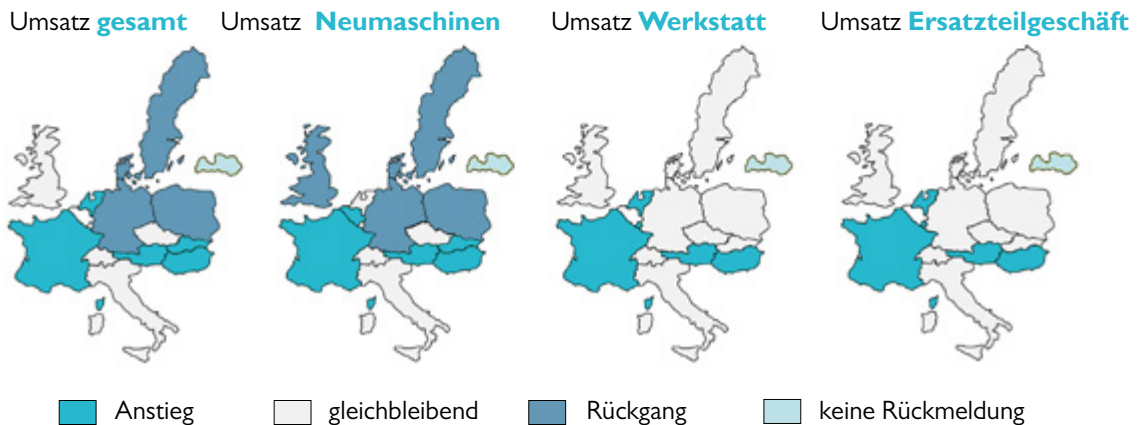 Umsatz gesamt
Umsatz Neumaschinen
Umsatz Werkstatt
Umsatz Ersatzteilgeschäft
Anstieg
gleichbleibend
Rückgang
keine Rückmeldung